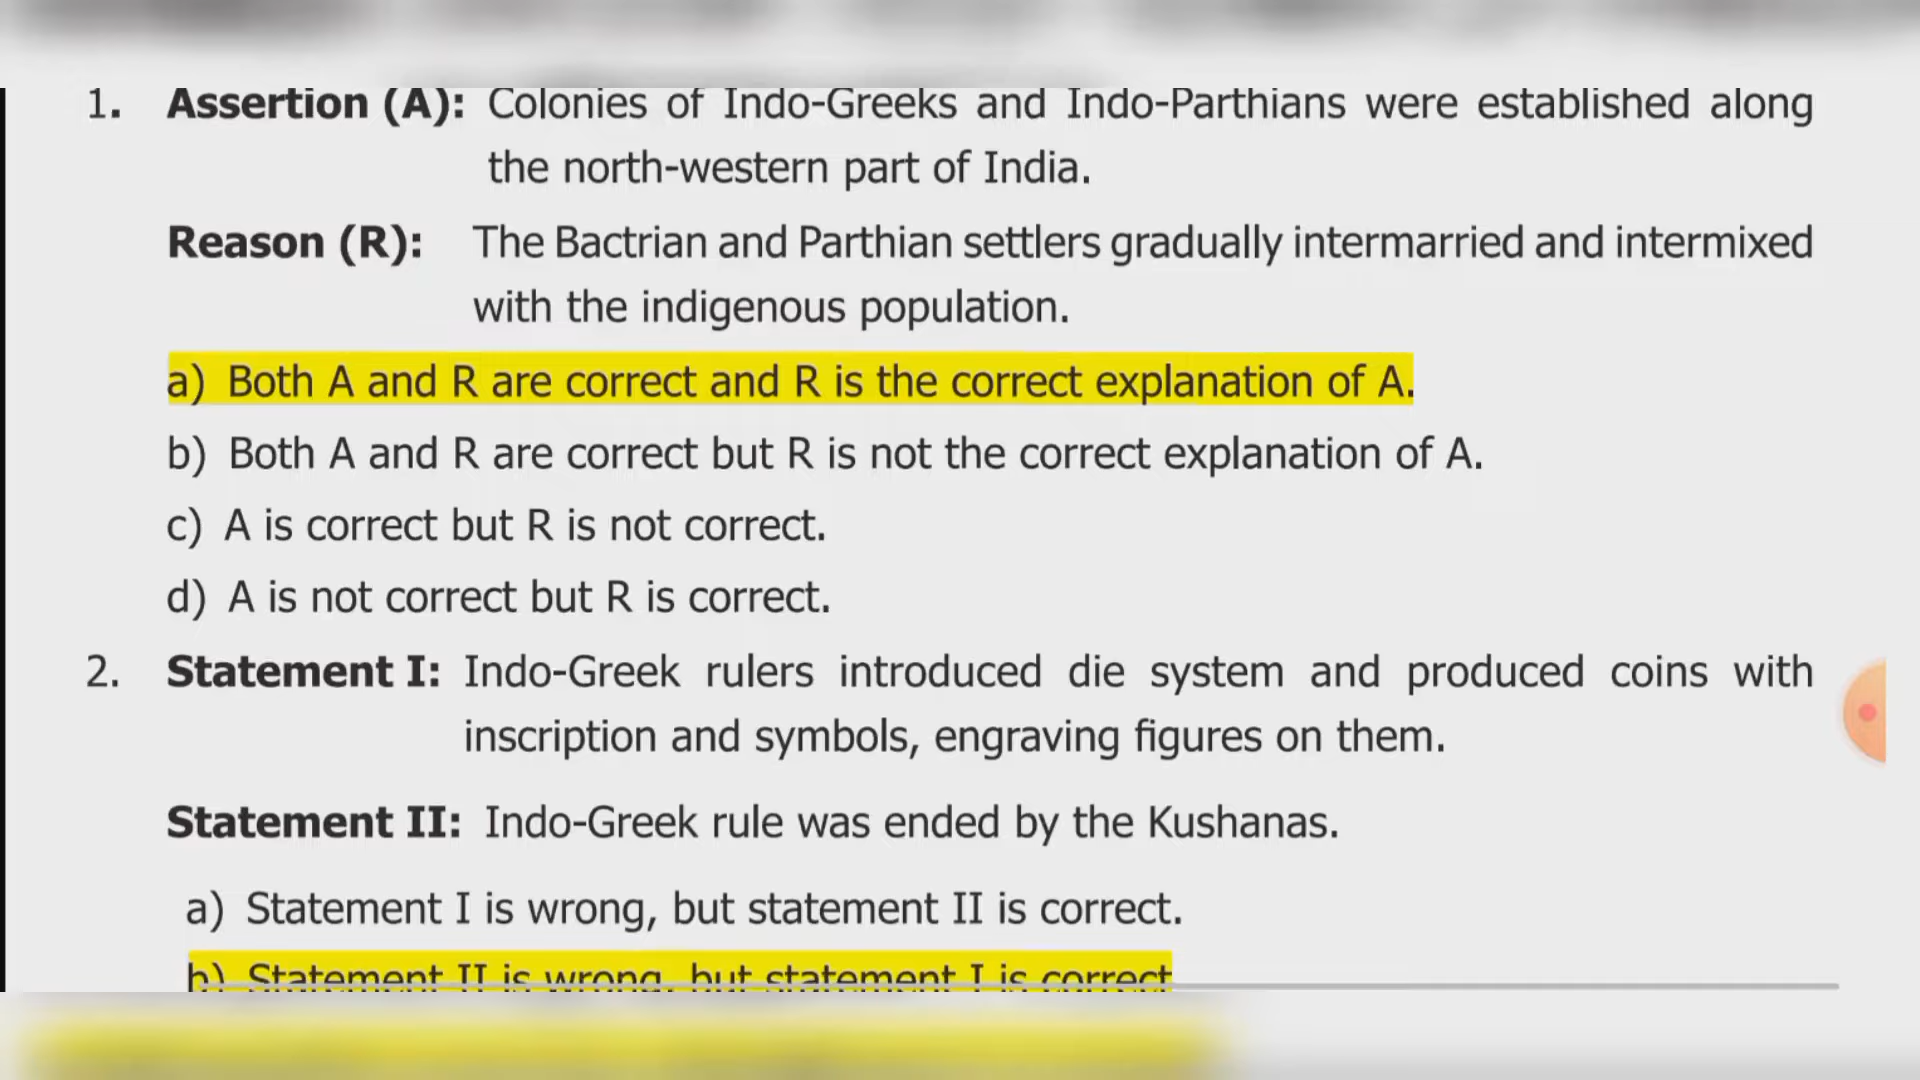 1. Assertion (A): Colonies of Indo-Greeks and Indo-Parthians were established along
the north-western part of India.
Reason (R): The Bactrian and Parthian settlers gradually intermarried and intermixed
with the indigenous population.
a) Both A and R are correct and R is the correct explanation of A.
b) Both A and R are correct but R is not the correct explanation of A.
c) A is correct but R is not correct.
d) A is not correct but R is correct.
2. Statement I: Indo-Greek rulers introduced die system and produced coins with
inscription and symbols, engraving figures on them.
Statement II: Indo-Greek rule was ended by the Kushanas.
a) Statement I is wrong, but statement II is correct.
b) Statement II is wrong, but statement I is correct